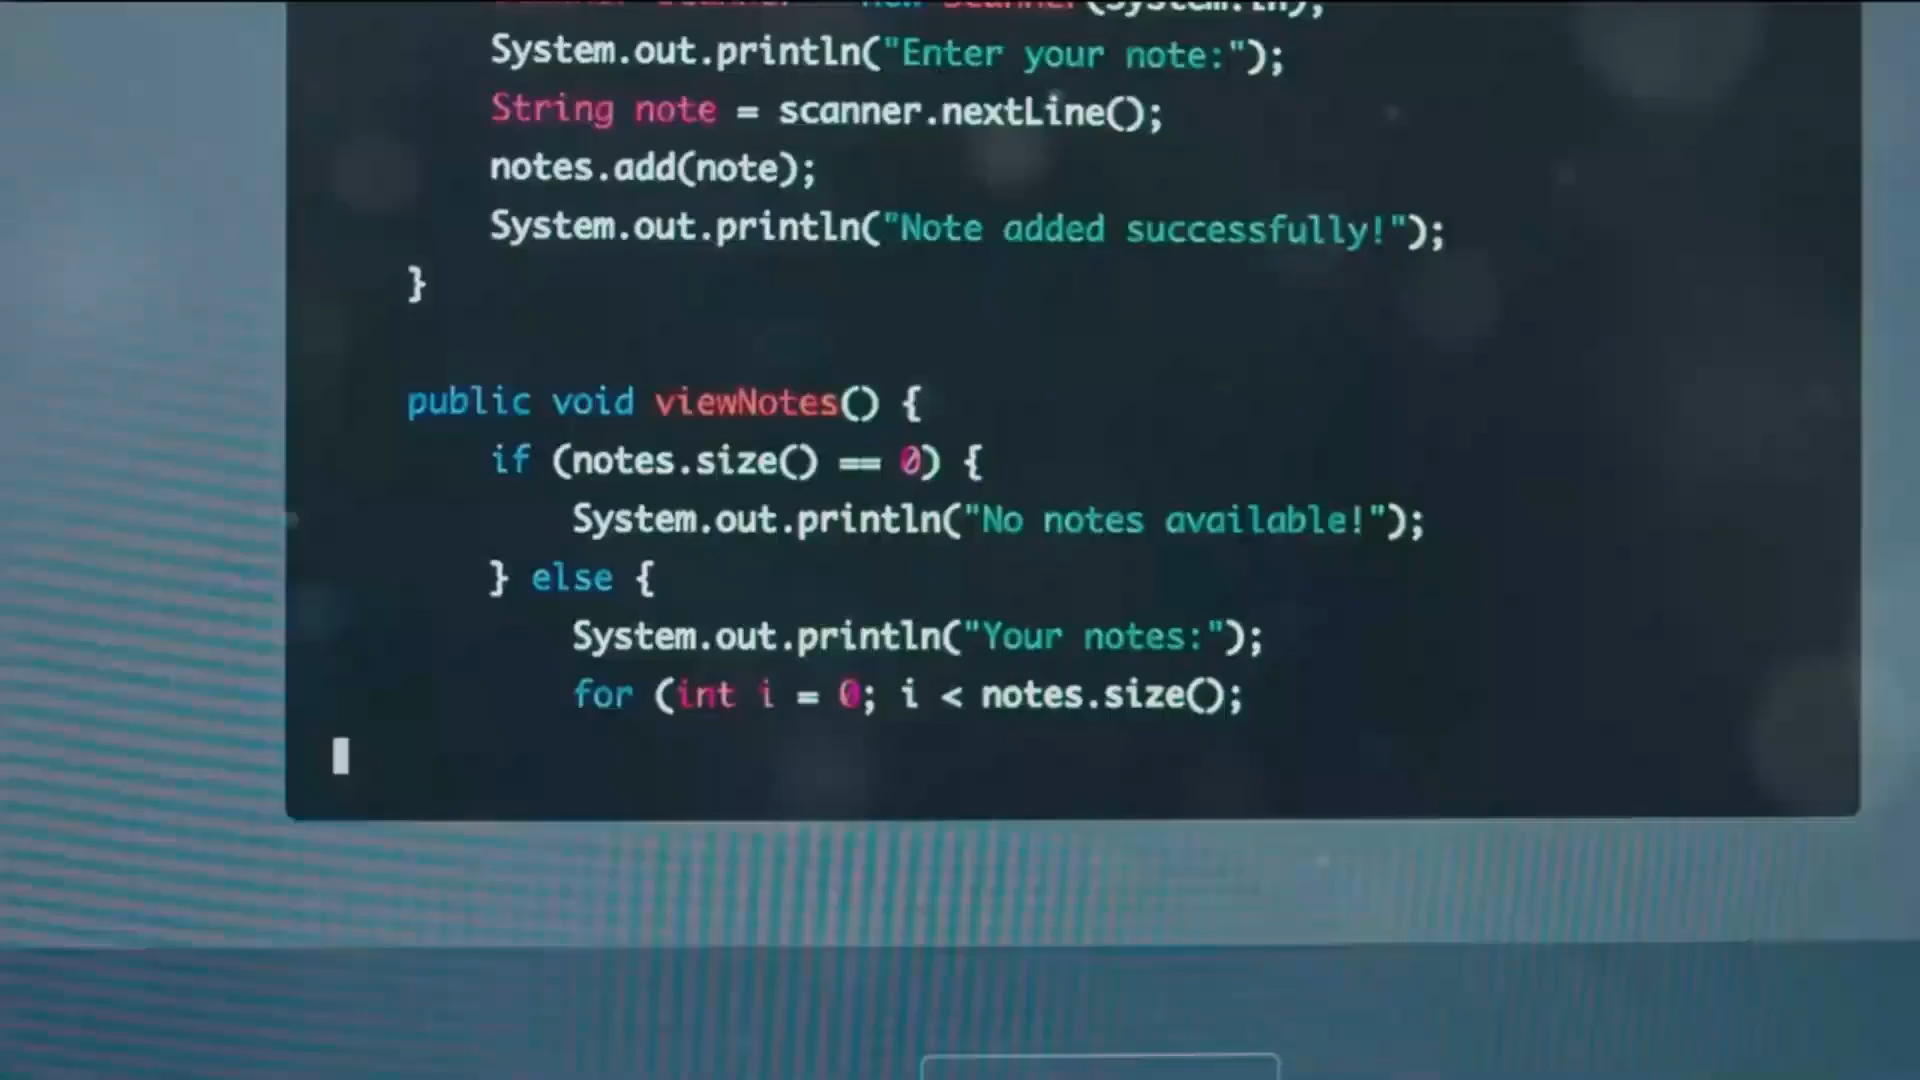 (System.in);
System.out.println("Enter your note:");
String note = scanner.nextLine();
notes.add(note);
System.out.println("Note added successfully!");
}
public void viewNotes() {
if (notes.size() == 0) {
System.out.println("No notes available!");
} else {
System.out.println("Your notes:");
for (int i = 0; i < notes.size();